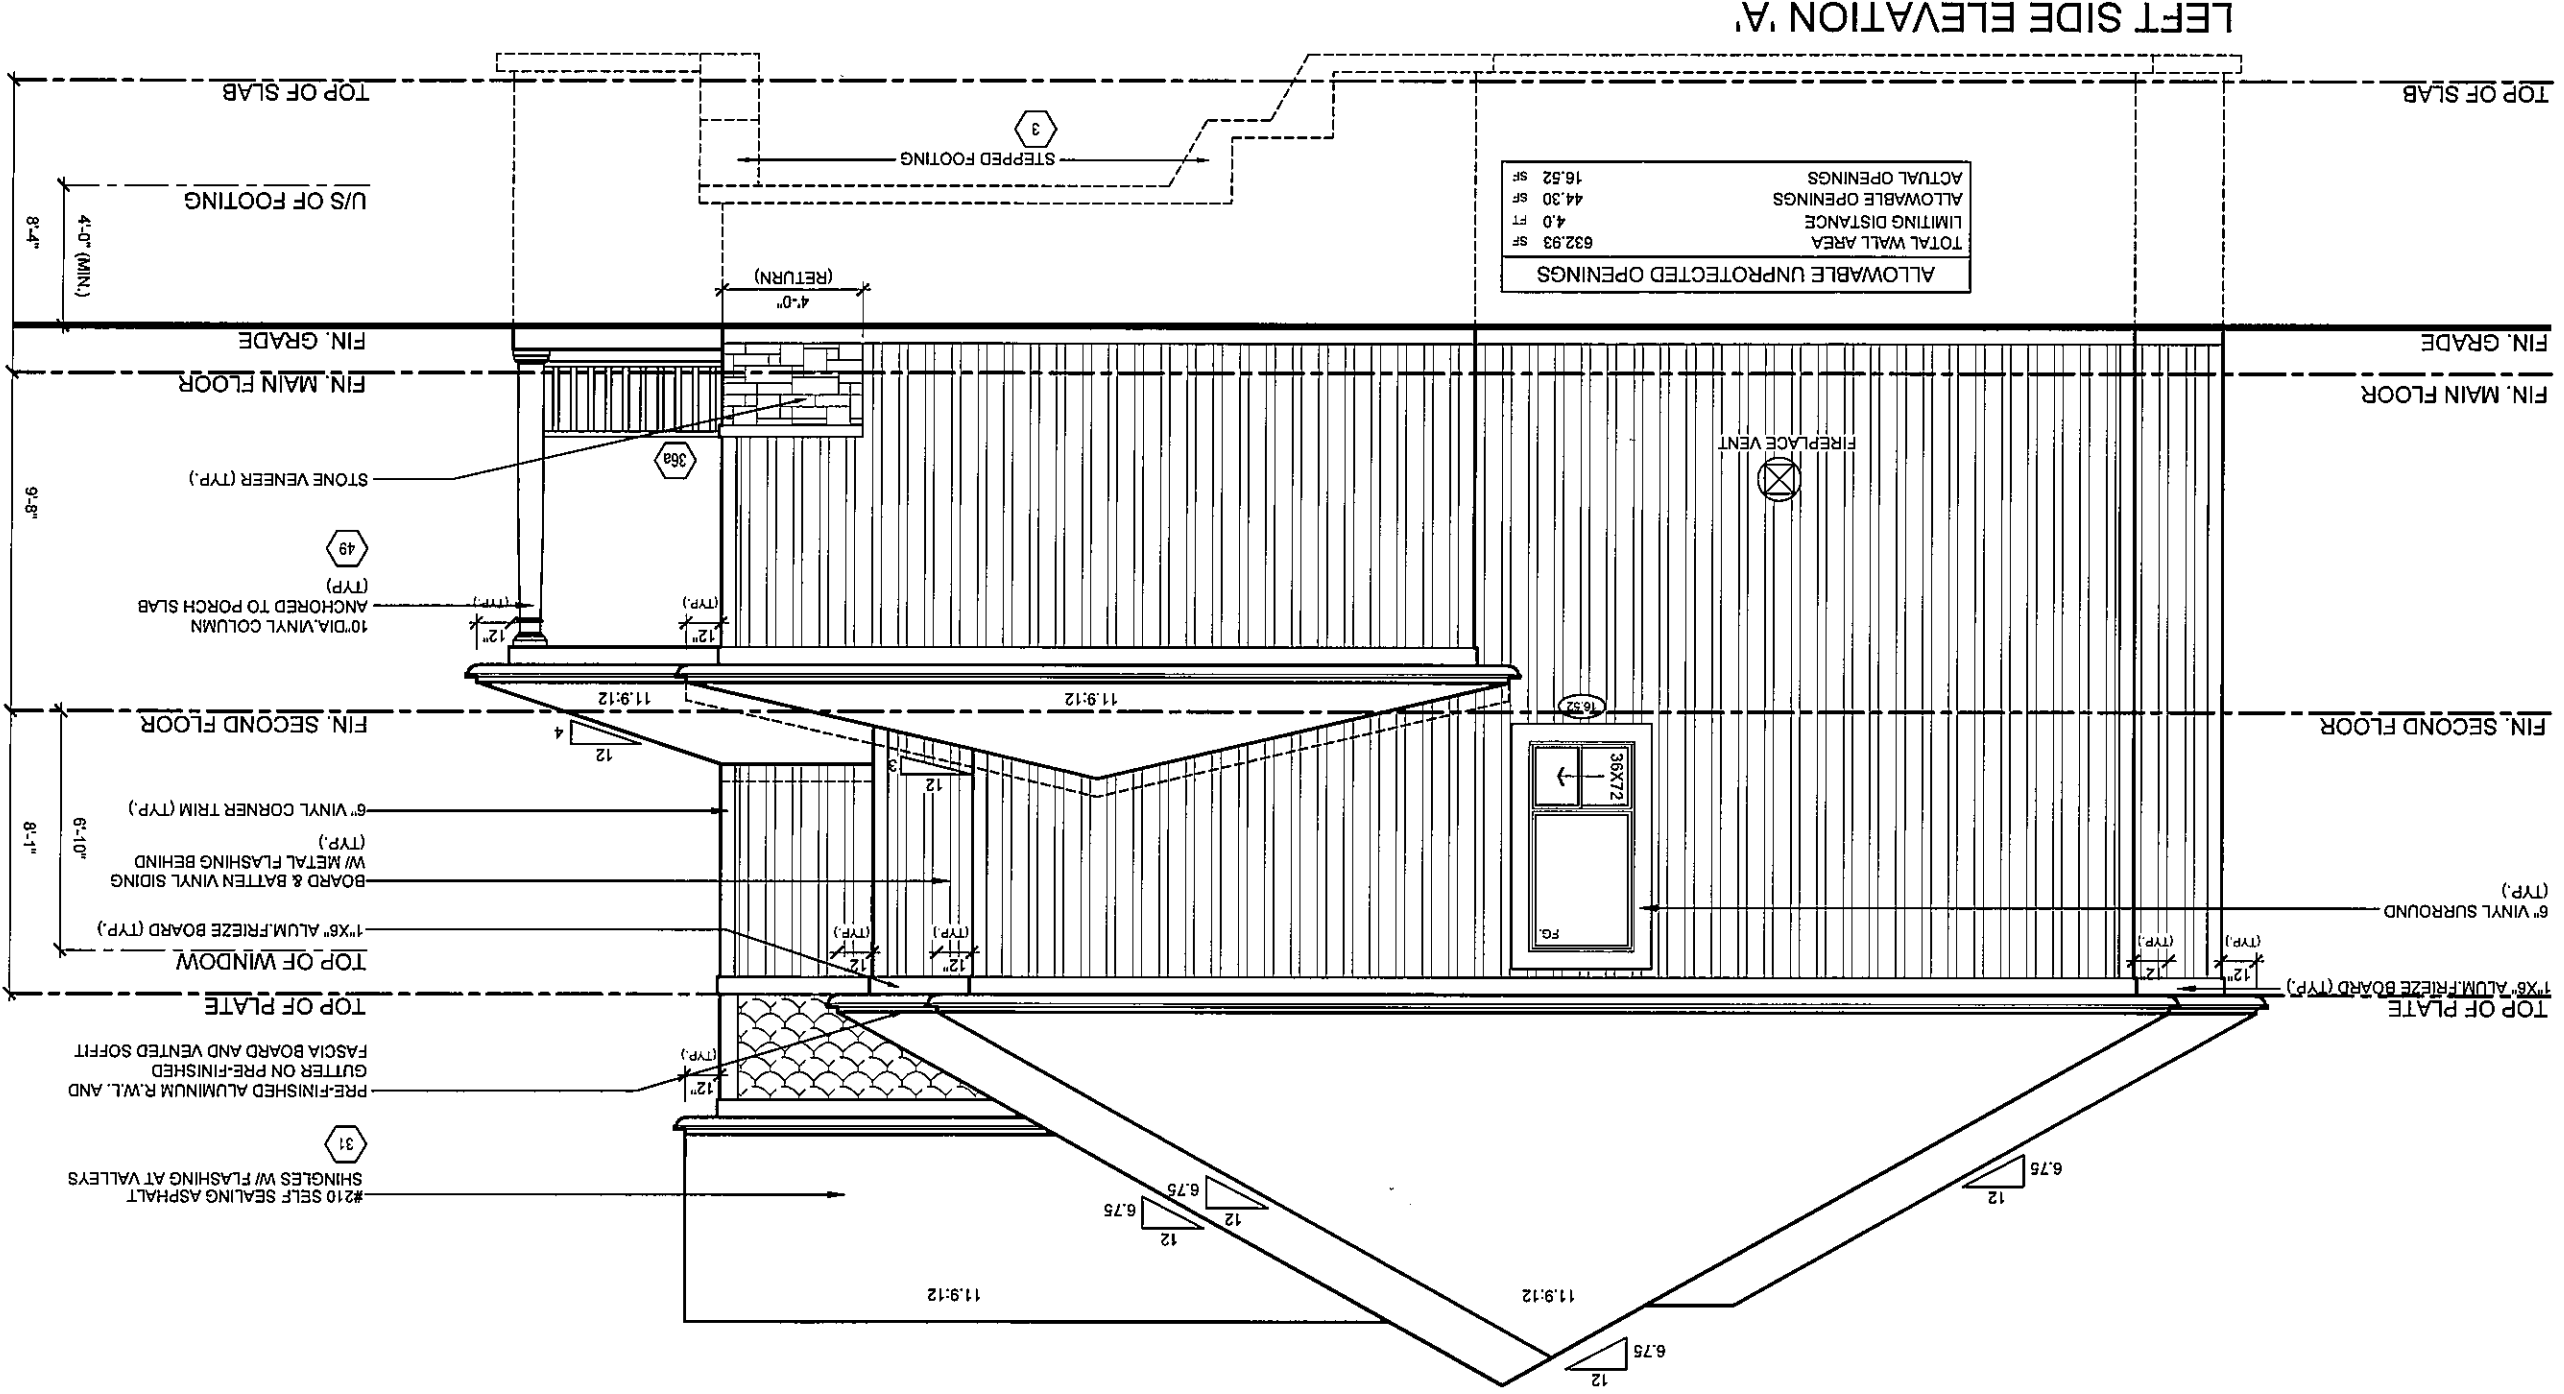 12
6.75
11.9:12
11.9:12
12
6.75
12
6.75
12
6.75
#210 SELF SEALING ASPHALT
SHINGLES W/ FLASHING AT VALLEYS
31
PRE-FINISHED ALUMINUM R.W.L. AND
GUTTER ON PRE-FINISHED
FASCIA BOARD AND VENTED SOFFIT
12"
(TYP.)
TOP OF PLATE
1"X6" ALUM.FRIEZE BOARD (TYP.)
12"
(TYP.)
12"
(TYP.)
6" VINYL SURROUND
(TYP.)
FG.
36X72
16.52
12"
(TYP.)
12"
(TYP.)
TOP OF PLATE
TOP OF WINDOW
1"X6" ALUM.FRIEZE BOARD (TYP.)
BOARD & BATTEN VINYL SIDING
W/ METAL FLASHING BEHIND
(TYP.)
6" VINYL CORNER TRIM (TYP.)
6'-10"
8'-1"
12
3
12
4
FIN. SECOND FLOOR
FIN. SECOND FLOOR
11.9:12
11.9:12
12"
(TYP.)
12"
(TYP.)
10"DIA.VINYL COLUMN
ANCHORED TO PORCH SLAB
(TYP)
49
9'-8"
STONE VENEER (TYP.)
36a
FIREPLACE VENT
FIN. MAIN FLOOR
FIN. MAIN FLOOR
FIN. GRADE
FIN. GRADE
4'-0"
(RETURN)
ALLOWABLE UNPROTECTED OPENINGS
TOTAL WALL AREA 632.93 SF
LIMITING DISTANCE 4.0 FT
ALLOWABLE OPENINGS 44.30 SF
ACTUAL OPENINGS 16.52 SF
4'-0" (MIN.)
8'-4"
U/S OF FOOTING
STEPPED FOOTING
3
TOP OF SLAB
TOP OF SLAB
LEFT SIDE ELEVATION 'A'